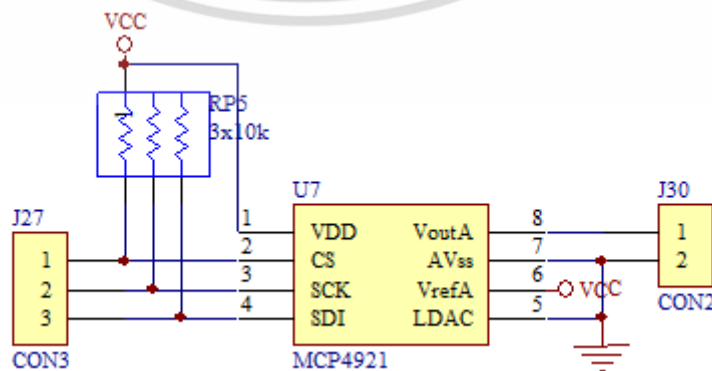 VCC
RP5
3x10k
U7
J30
J27
1 VDD VoutA 8 1
1 2 CS AVss 7 2
2 3 SCK VrefA 6 VCC
3 4 SDI LDAC 5 CON2
CON3 MCP4921